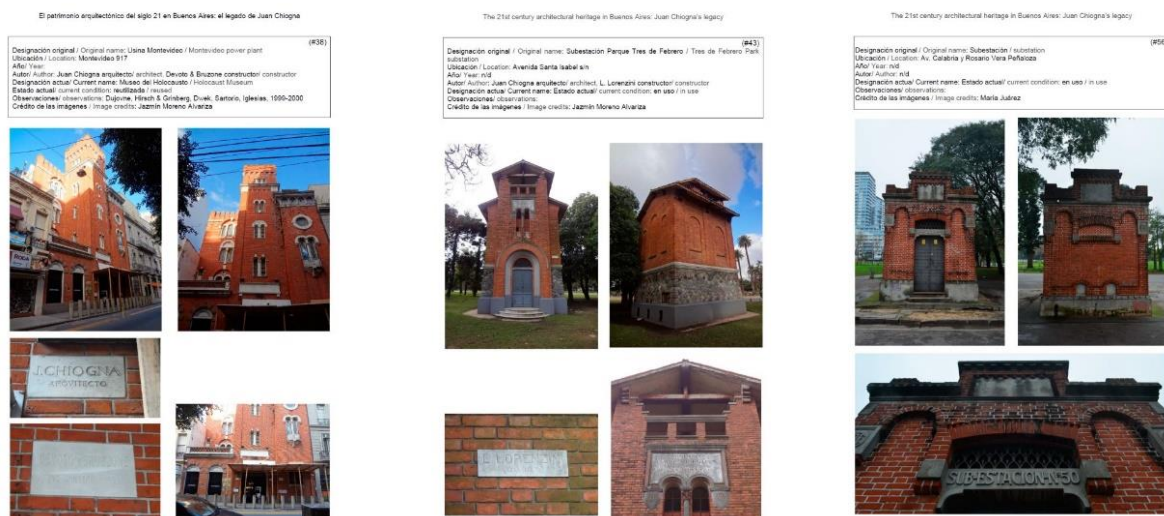 El patrimonio arquitectónico del siglo 21 en Buenos Aires: el legado de Juan Chiogna
(#38)
Designación original / Original name: Usina Montevideo / Montevideo power plant
Ubicación / Location: Montevideo 917
Año/ Year:
Autor/ Author: Juan Chiogna arquitecto/ architect. Devoto & Bruzone constructor/ constructor
Designación actual/ Current name: Museo del Holocausto / Holocaust Museum
Estado actual/ current condition: reutilizada / reused
Observaciones/ observations: Dujovne, Hirsch & Grinberg, Divek, Sartorio, Iglesias, 1999-2000
Crédito de las imágenes / Image credits: Jazmín Moreno Alvariza
J. CHIOGNA
ARQVITECTO
The 21st century architectural heritage in Buenos Aires: Juan Chiogna's legacy
(#43)
Designación original / Original name: Subestación Parque Tres de Febrero / Tres de Febrero Park
substation
Ubicación / Location: Avenida Santa Isabel s/n
Año/ Year: n/d
Autor/ Author: Juan Chiogna arquitecto/ architect. L. Lorenzini constructor/ constructor
Designación actual/ Current name: Estado actual/ current condition: en uso / in use
Observaciones/ observations:
Crédito de las imágenes / Image credits: Jazmín Moreno Alvariza
The 21st century architectural heritage in Buenos Aires: Juan Chiogna's legacy
(#56
Designación original / Original name: Subestación / substation
Ubicación / Location: Av. Calabria y Rosario Vera Peñaloza
Año/ Year: n/d
Autor/ Author: n/d
Designación actual/ Current name: Estado actual/ current condition: en uso / in use
Observaciones/ observations:
Crédito de las imágenes / Image credits: María Juárez
SUB-ESTACION-Nº50